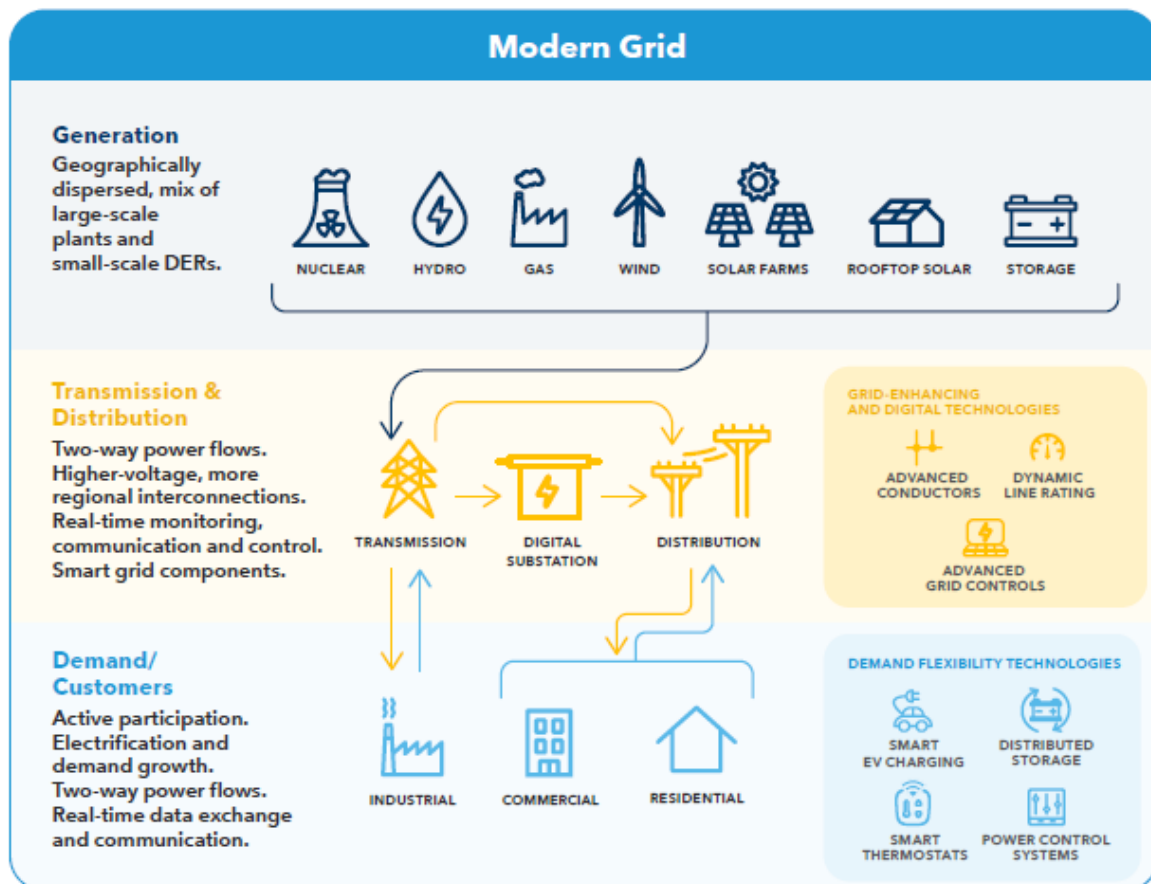 Modern Grid
Generation
Geographically
dispersed, mix of
large-scale
plants and
small-scale DERs.
NUCLEAR
HYDRO
GAS
WIND
SOLAR FARMS
ROOFTOP SOLAR
STORAGE
Transmission &
Distribution
Two-way power flows.
Higher-voltage, more
regional interconnections.
Real-time monitoring,
communication and control.
Smart grid components.
TRANSMISSION
DIGITAL
SUBSTATION
DISTRIBUTION
GRID-ENHANCING
AND DIGITAL TECHNOLOGIES
ADVANCED
CONDUCTORS
DYNAMIC
LINE RATING
ADVANCED
GRID CONTROLS
Demand/
Customers
Active participation.
Electrification and
demand growth.
Two-way power flows.
Real-time data exchange
and communication.
INDUSTRIAL
COMMERCIAL
RESIDENTIAL
DEMAND FLEXIBILITY TECHNOLOGIES
SMART
EV CHARGING
DISTRIBUTED
STORAGE
SMART
THERMOSTATS
POWER CONTROL
SYSTEMS